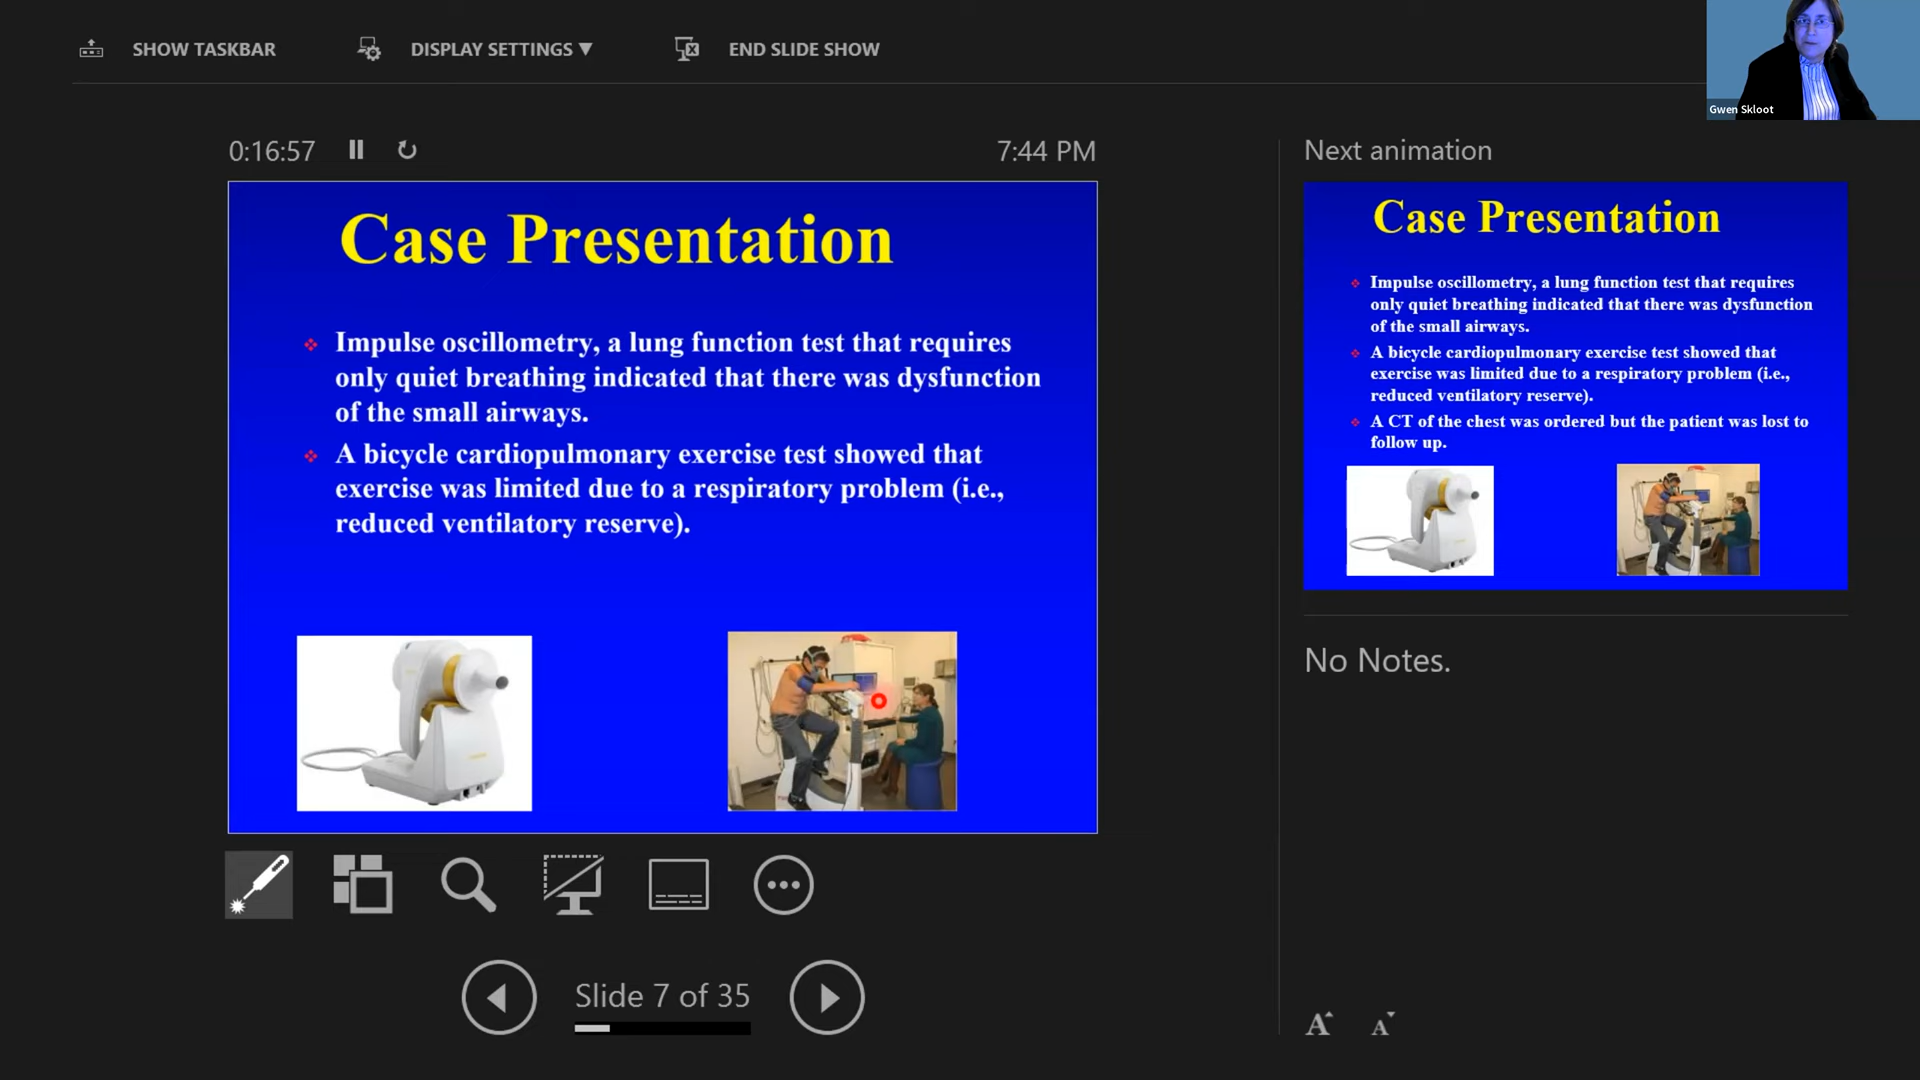 SHOW TASKBAR
DISPLAY SETTINGS ▼
END SLIDE SHOW
Gwen Skloot
0:16:57
7:44 PM
Case Presentation
Impulse oscillometry, a lung function test that requires
only quiet breathing indicated that there was dysfunction
of the small airways.
A bicycle cardiopulmonary exercise test showed that
exercise was limited due to a respiratory problem (i.e.,
reduced ventilatory reserve).
Slide 7 of 35
Next animation
Case Presentation
Impulse oscillometry, a lung function test that requires
only quiet breathing indicated that there was dysfunction
of the small airways.
A bicycle cardiopulmonary exercise test showed that
exercise was limited due to a respiratory problem (i.e.,
reduced ventilatory reserve).
A CT of the chest was ordered but the patient was lost to
follow up.
No Notes.
A A